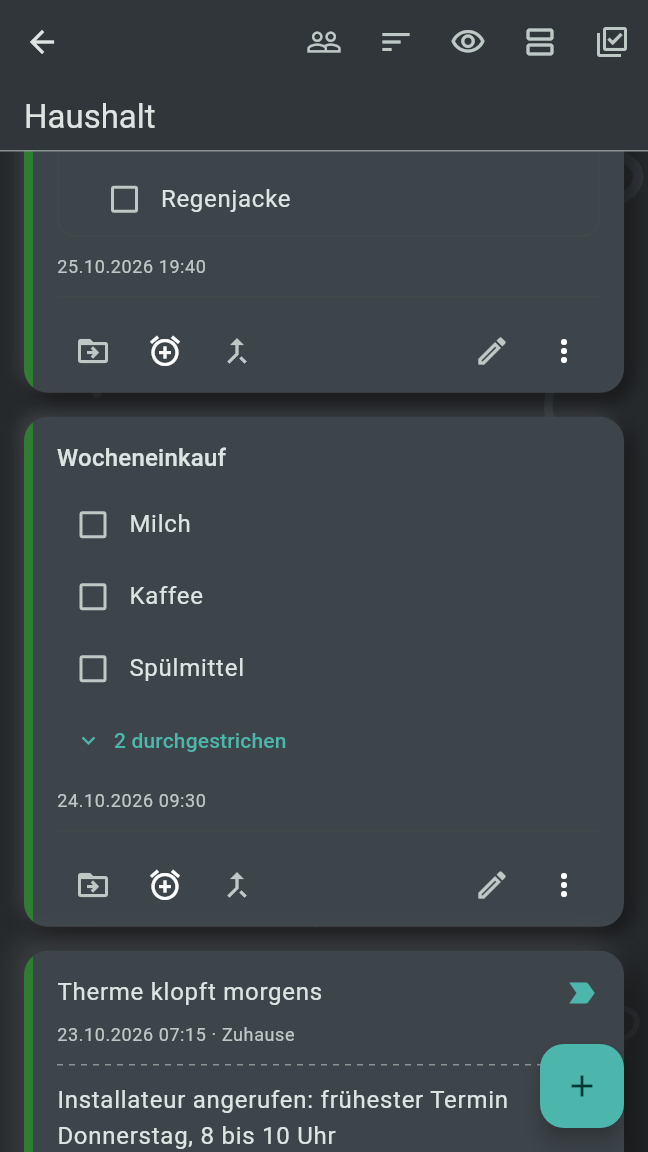 Haushalt
Regenjacke
25.10.2026 19:40
Wocheneinkauf
Milch
Kaffee
Spülmittel
2 durchgestrichen
24.10.2026 09:30
Therme klopft morgens
23.10.2026 07:15 · Zuhause
Installateur angerufen: frühester Termin
Donnerstag, 8 bis 10 Uhr